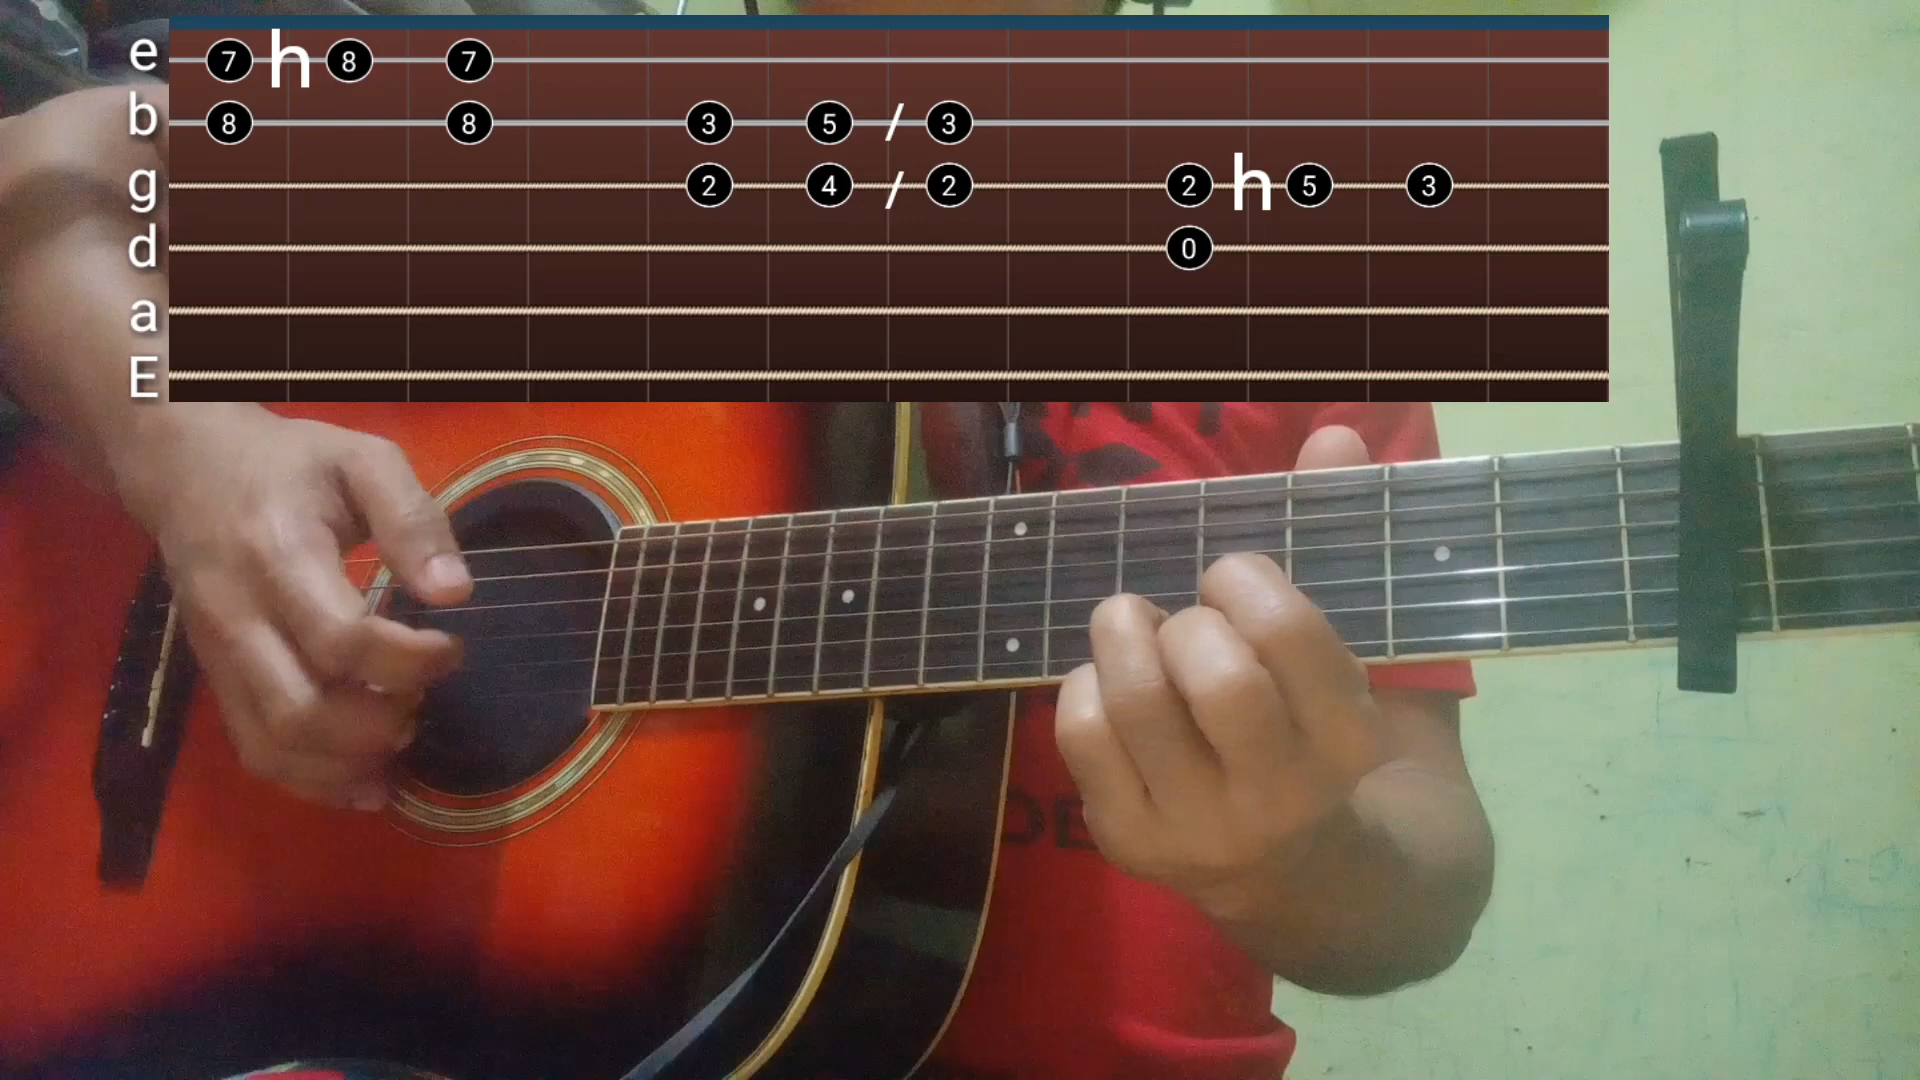 e 7 h 8 7
b 8 8 3 5 / 3
g 2 4 / 2 2 h 5 3
d 0
a
E